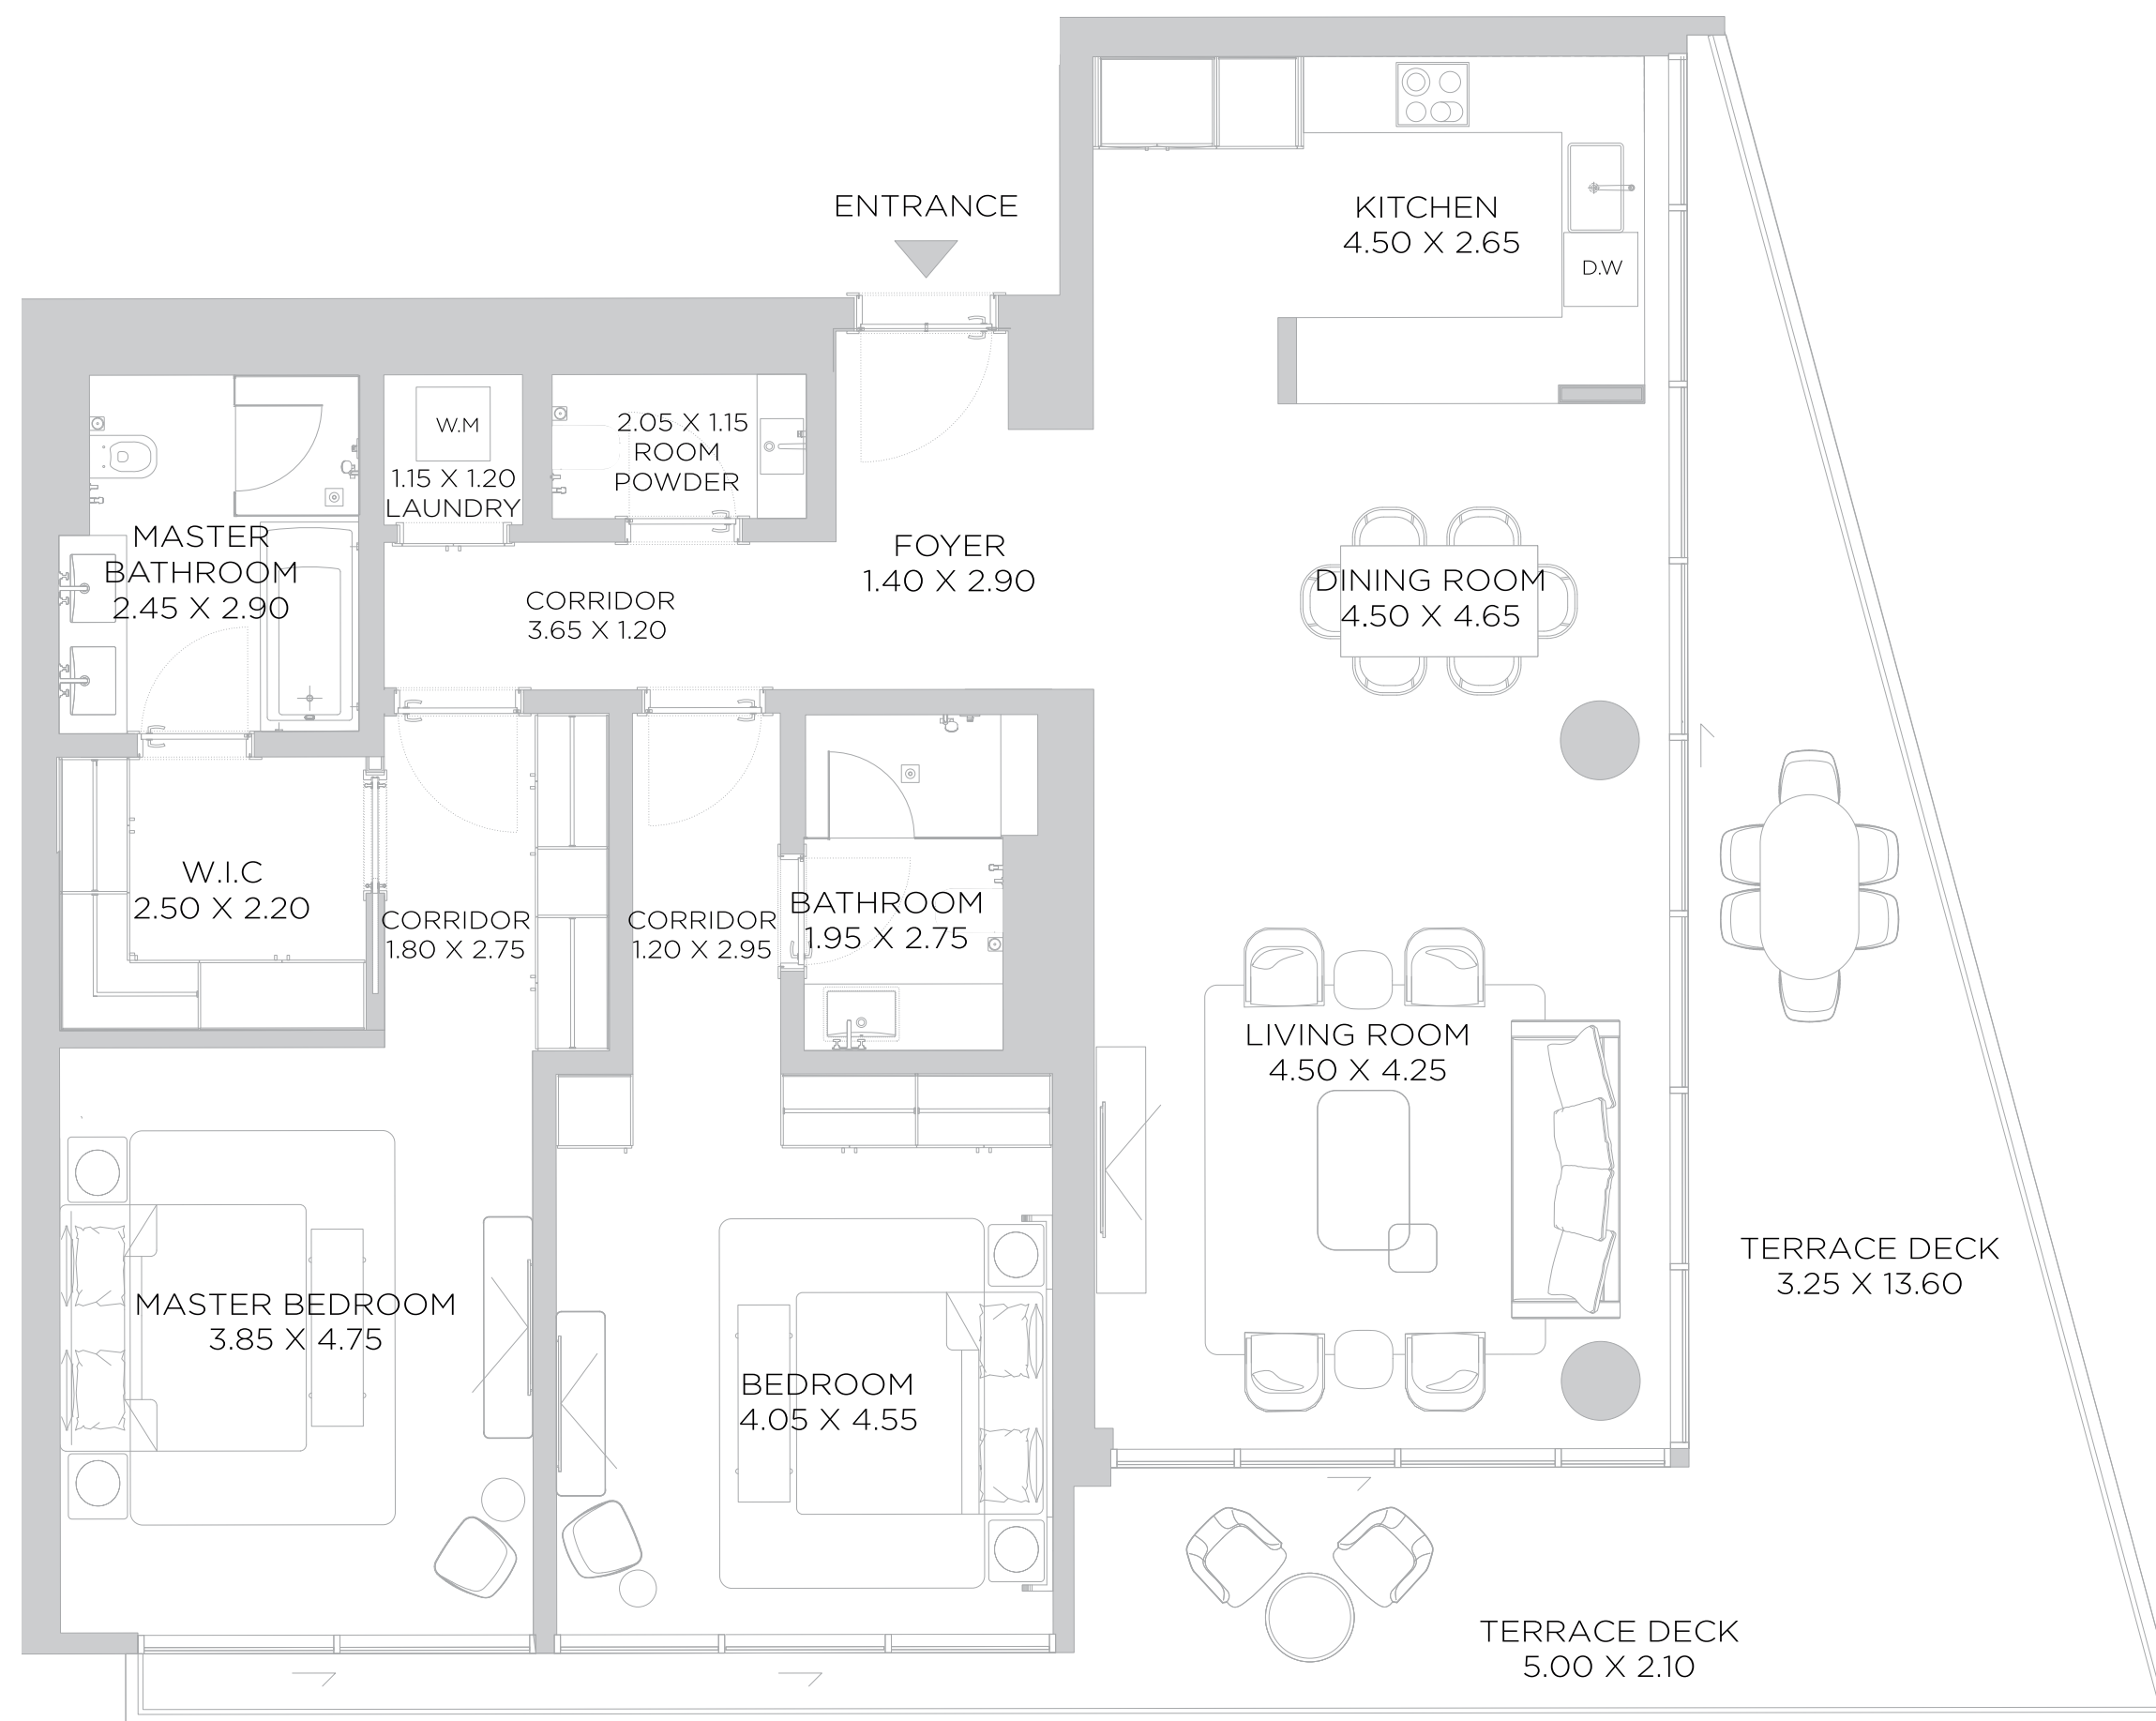 ENTRANCE
KITCHEN
4.50 X 2.65
D.W
W.M
1.15 X 1.20
LAUNDRY
2.05 X 1.15
ROOM
POWDER
MASTER
BATHROOM
2.45 X 2.90
FOYER
1.40 X 2.90
CORRIDOR
3.65 X 1.20
DINING ROOM
4.50 X 4.65
W.I.C
2.50 X 2.20
CORRIDOR
1.80 X 2.75
CORRIDOR
1.20 X 2.95
BATHROOM
1.95 X 2.75
LIVING ROOM
4.50 X 4.25
TERRACE DECK
3.25 X 13.60
MASTER BEDROOM
3.85 X 4.75
BEDROOM
4.05 X 4.55
TERRACE DECK
5.00 X 2.10